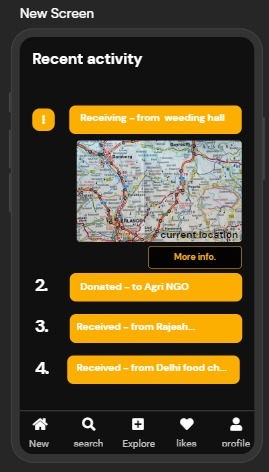 New Screen
Recent activity
Receiving – from weeding hall
current location
More info.
2. Donated – to Agri NGO
3. Received – from Rajesh...
4. Received – from Delhi food ch...
New search Explore likes profile